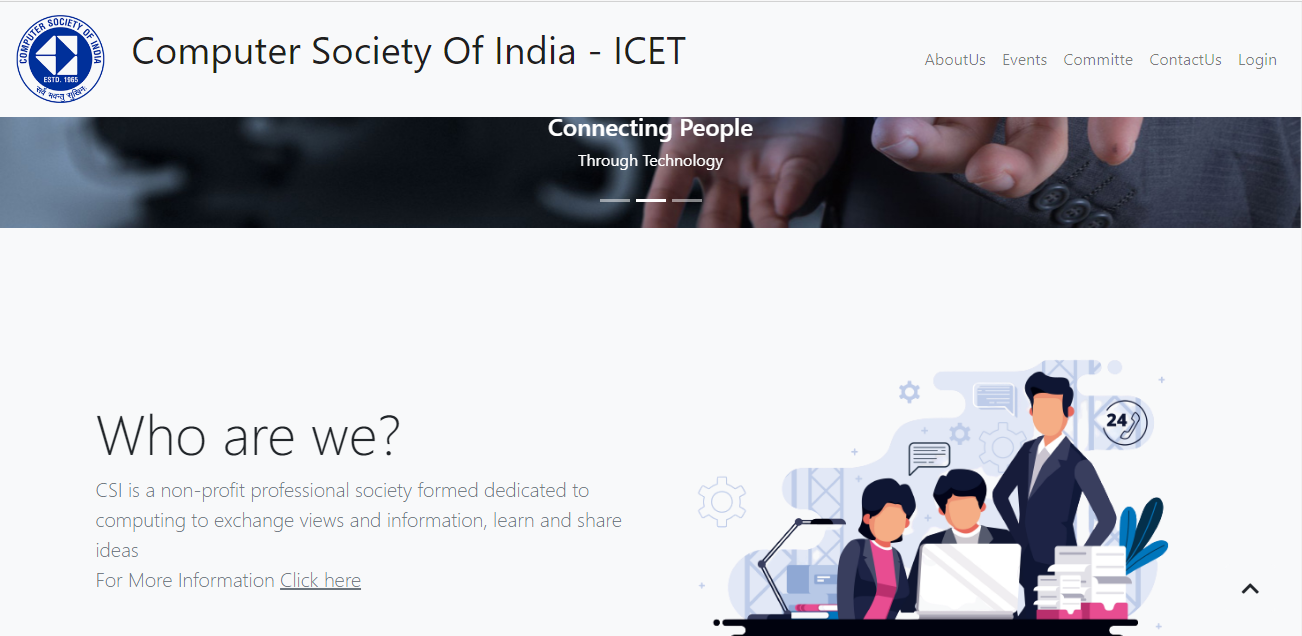 COMPUTER SOCIETY OF INDIA
ESTD. 1965
सर्वे भवन्तु सुखिनः
Computer Society Of India - ICET
AboutUs Events Committe ContactUs Login
Connecting People
Through Technology
Who are we?
CSI is a non-profit professional society formed dedicated to
computing to exchange views and information, learn and share
ideas
For More Information Click here
24